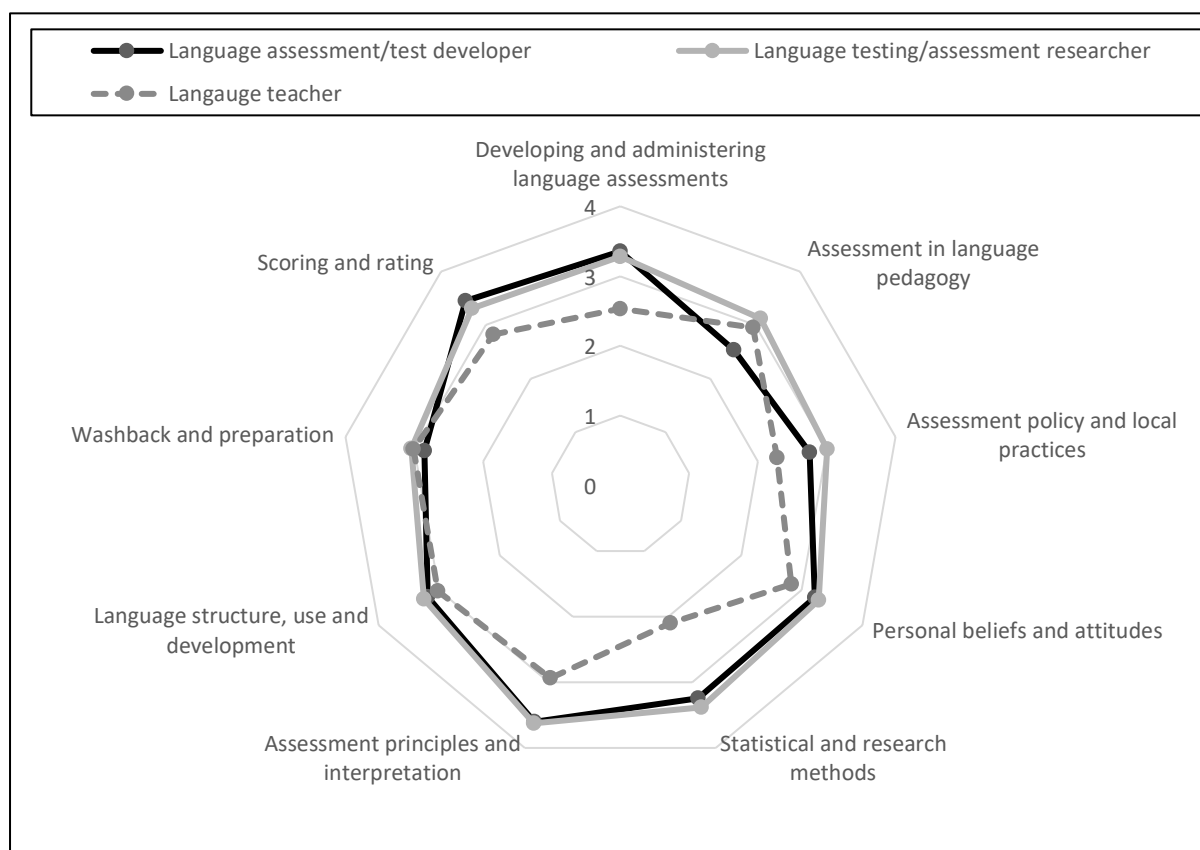 Language assessment/test developer
Language testing/assessment researcher
Langauge teacher
Developing and administering
language assessments
Assessment in language
pedagogy
Assessment policy and local
practices
Personal beliefs and attitudes
Statistical and research
methods
Assessment principles and
interpretation
Language structure, use and
development
Washback and preparation
Scoring and rating
4
3
2
1
0